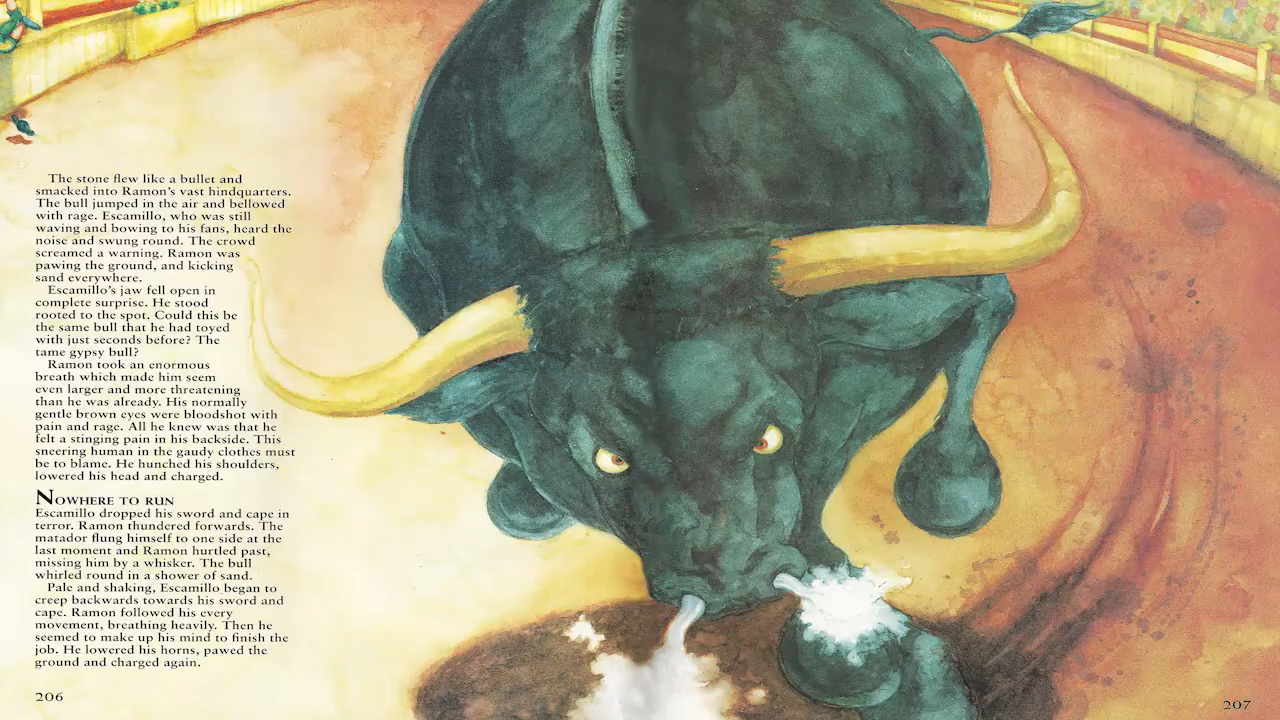 The stone flew like a bullet and
smacked into Ramon's vast hindquarters.
The bull jumped in the air and bellowed
with rage. Escamillo, who was still
waving and bowing to his fans, heard the
noise and swung round. The crowd
screamed a warning. Ramon was
pawing the ground, and kicking
sand everywhere.
Escamillo's jaw fell open in
complete surprise. He stood
rooted to the spot. Could this be
the same bull that he had toyed
with just seconds before? The
tame gypsy bull?
Ramon took an enormous
breath which made him seem
even larger and more threatening
than he was already. His normally
gentle brown eyes were bloodshot with
pain and rage. All he knew was that he
felt a stinging pain in his backside. This
sneering human in the gaudy clothes must
be to blame. He hunched his shoulders,
lowered his head and charged.
NOWHERE TO RUN
Escamillo dropped his sword and cape in
terror. Ramon thundered forwards. The
matador flung himself to one side at the
last moment and Ramon hurtled past,
missing him by a whisker. The bull
whirled round in a shower of sand.
Pale and shaking, Escamillo began to
creep backwards towards his sword and
cape. Ramon followed his every
movement, breathing heavily. Then he
seemed to make up his mind to finish the
job. He lowered his horns, pawed the
ground and charged again.
206
207